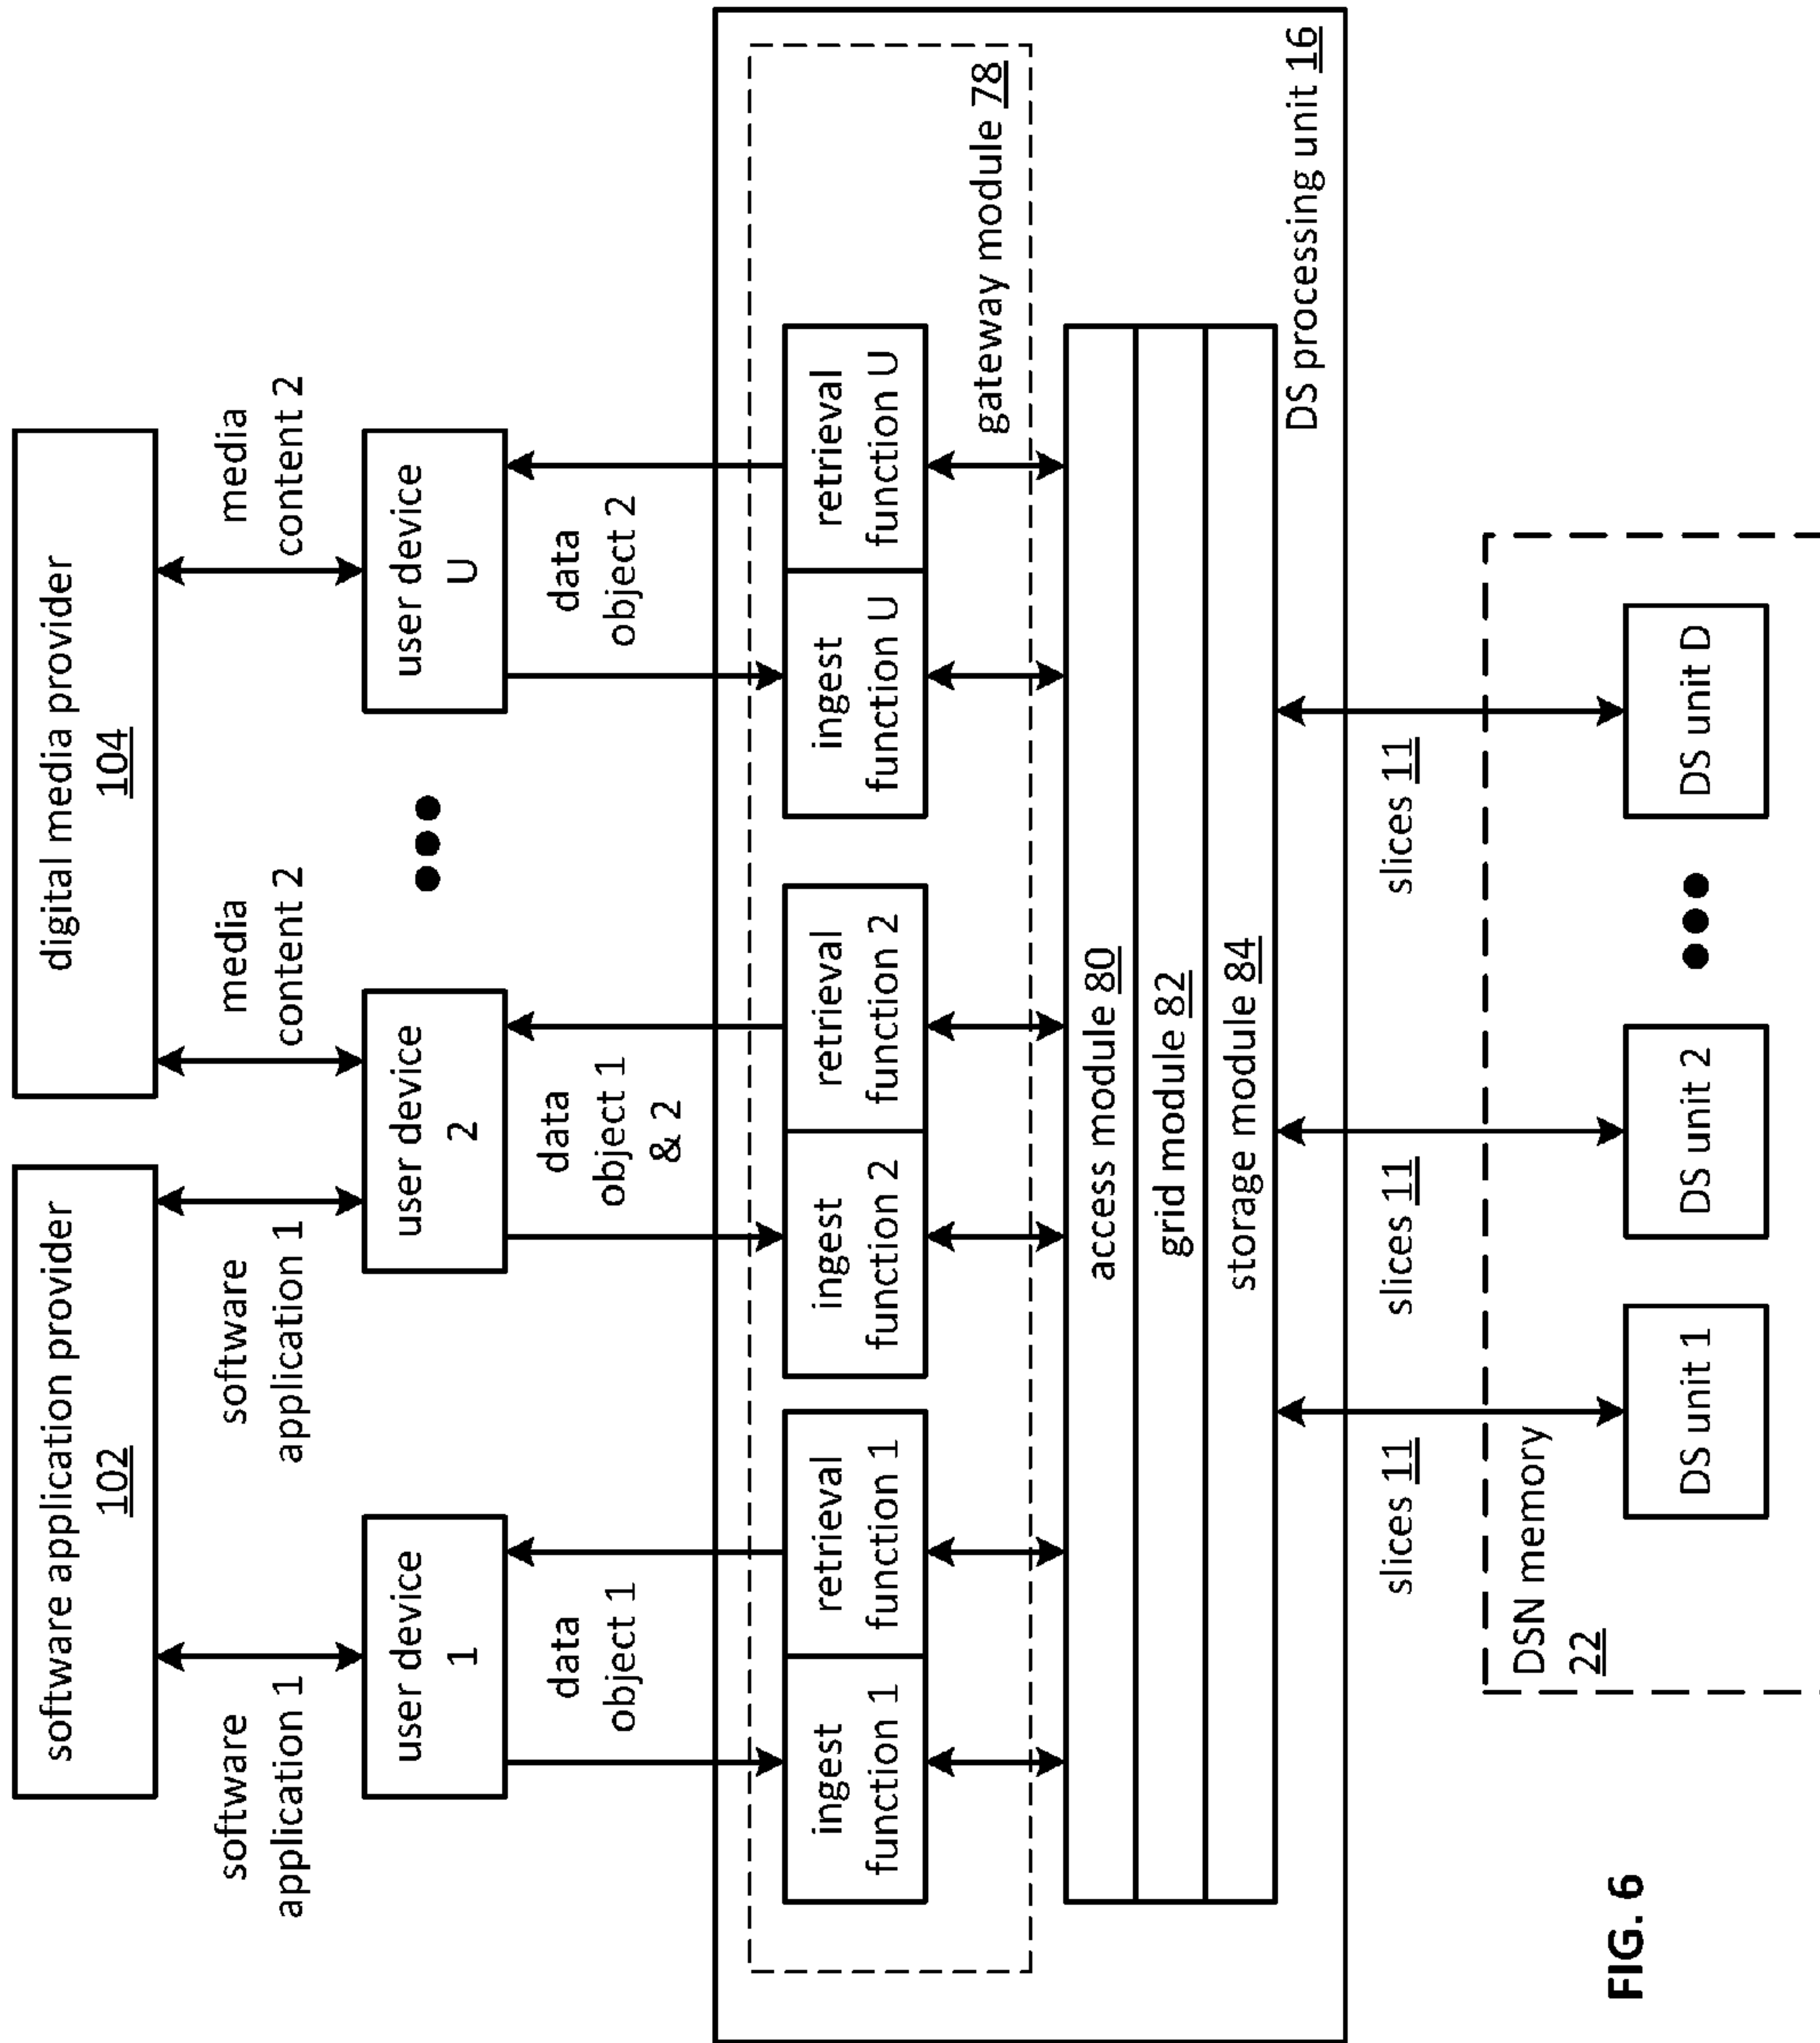 software application provider
102
digital media provider
104
software
application 1
software
application 1
media
content 2
media
content 2
user device
1
user device
2
user device
U
data
object 1
data
object 1
& 2
data
object 2
ingest
function 1
retrieval
function 1
ingest
function 2
retrieval
function 2
ingest
function U
retrieval
function U
gateway module 78
access module 80
grid module 82
storage module 84
DS processing unit 16
slices 11
slices 11
slices 11
DSN memory
22
DS unit 1
DS unit 2
DS unit D
FIG. 6